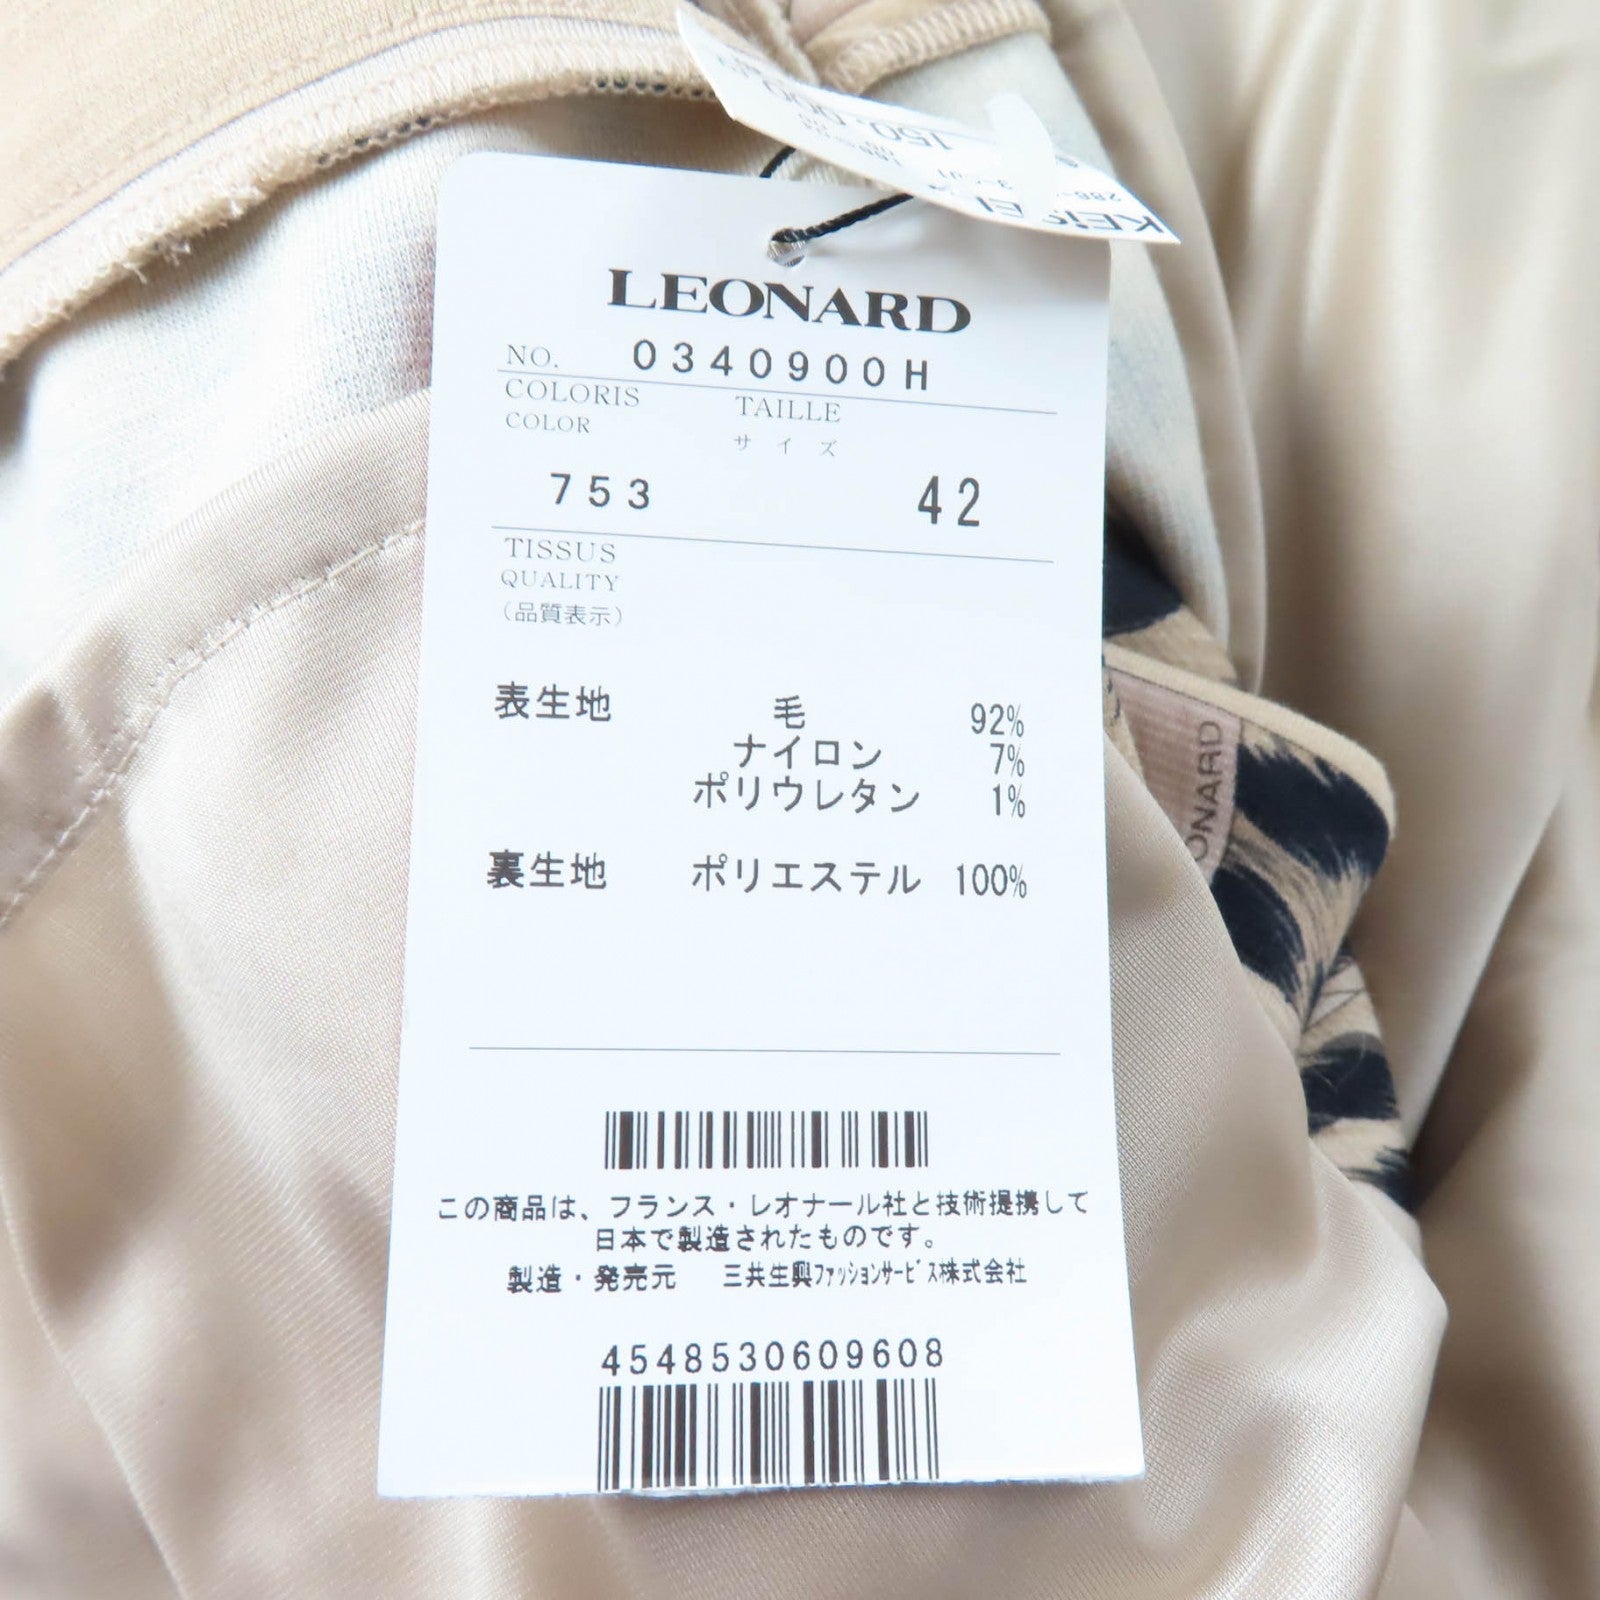 150,000
LEONARD
NO. 0340900H
COLORIS TAILLE
COLOR サイズ
753 42
TISSUS
QUALITY
(品質表示)
表生地 毛 92%
ナイロン 7%
ポリウレタン 1%
裏生地 ポリエステル 100%
この商品は、フランス・レオナール社と技術提携して
日本で製造されたものです。
製造・発売元 三共生興ファッションサービス株式会社
4548530609608
ONARD